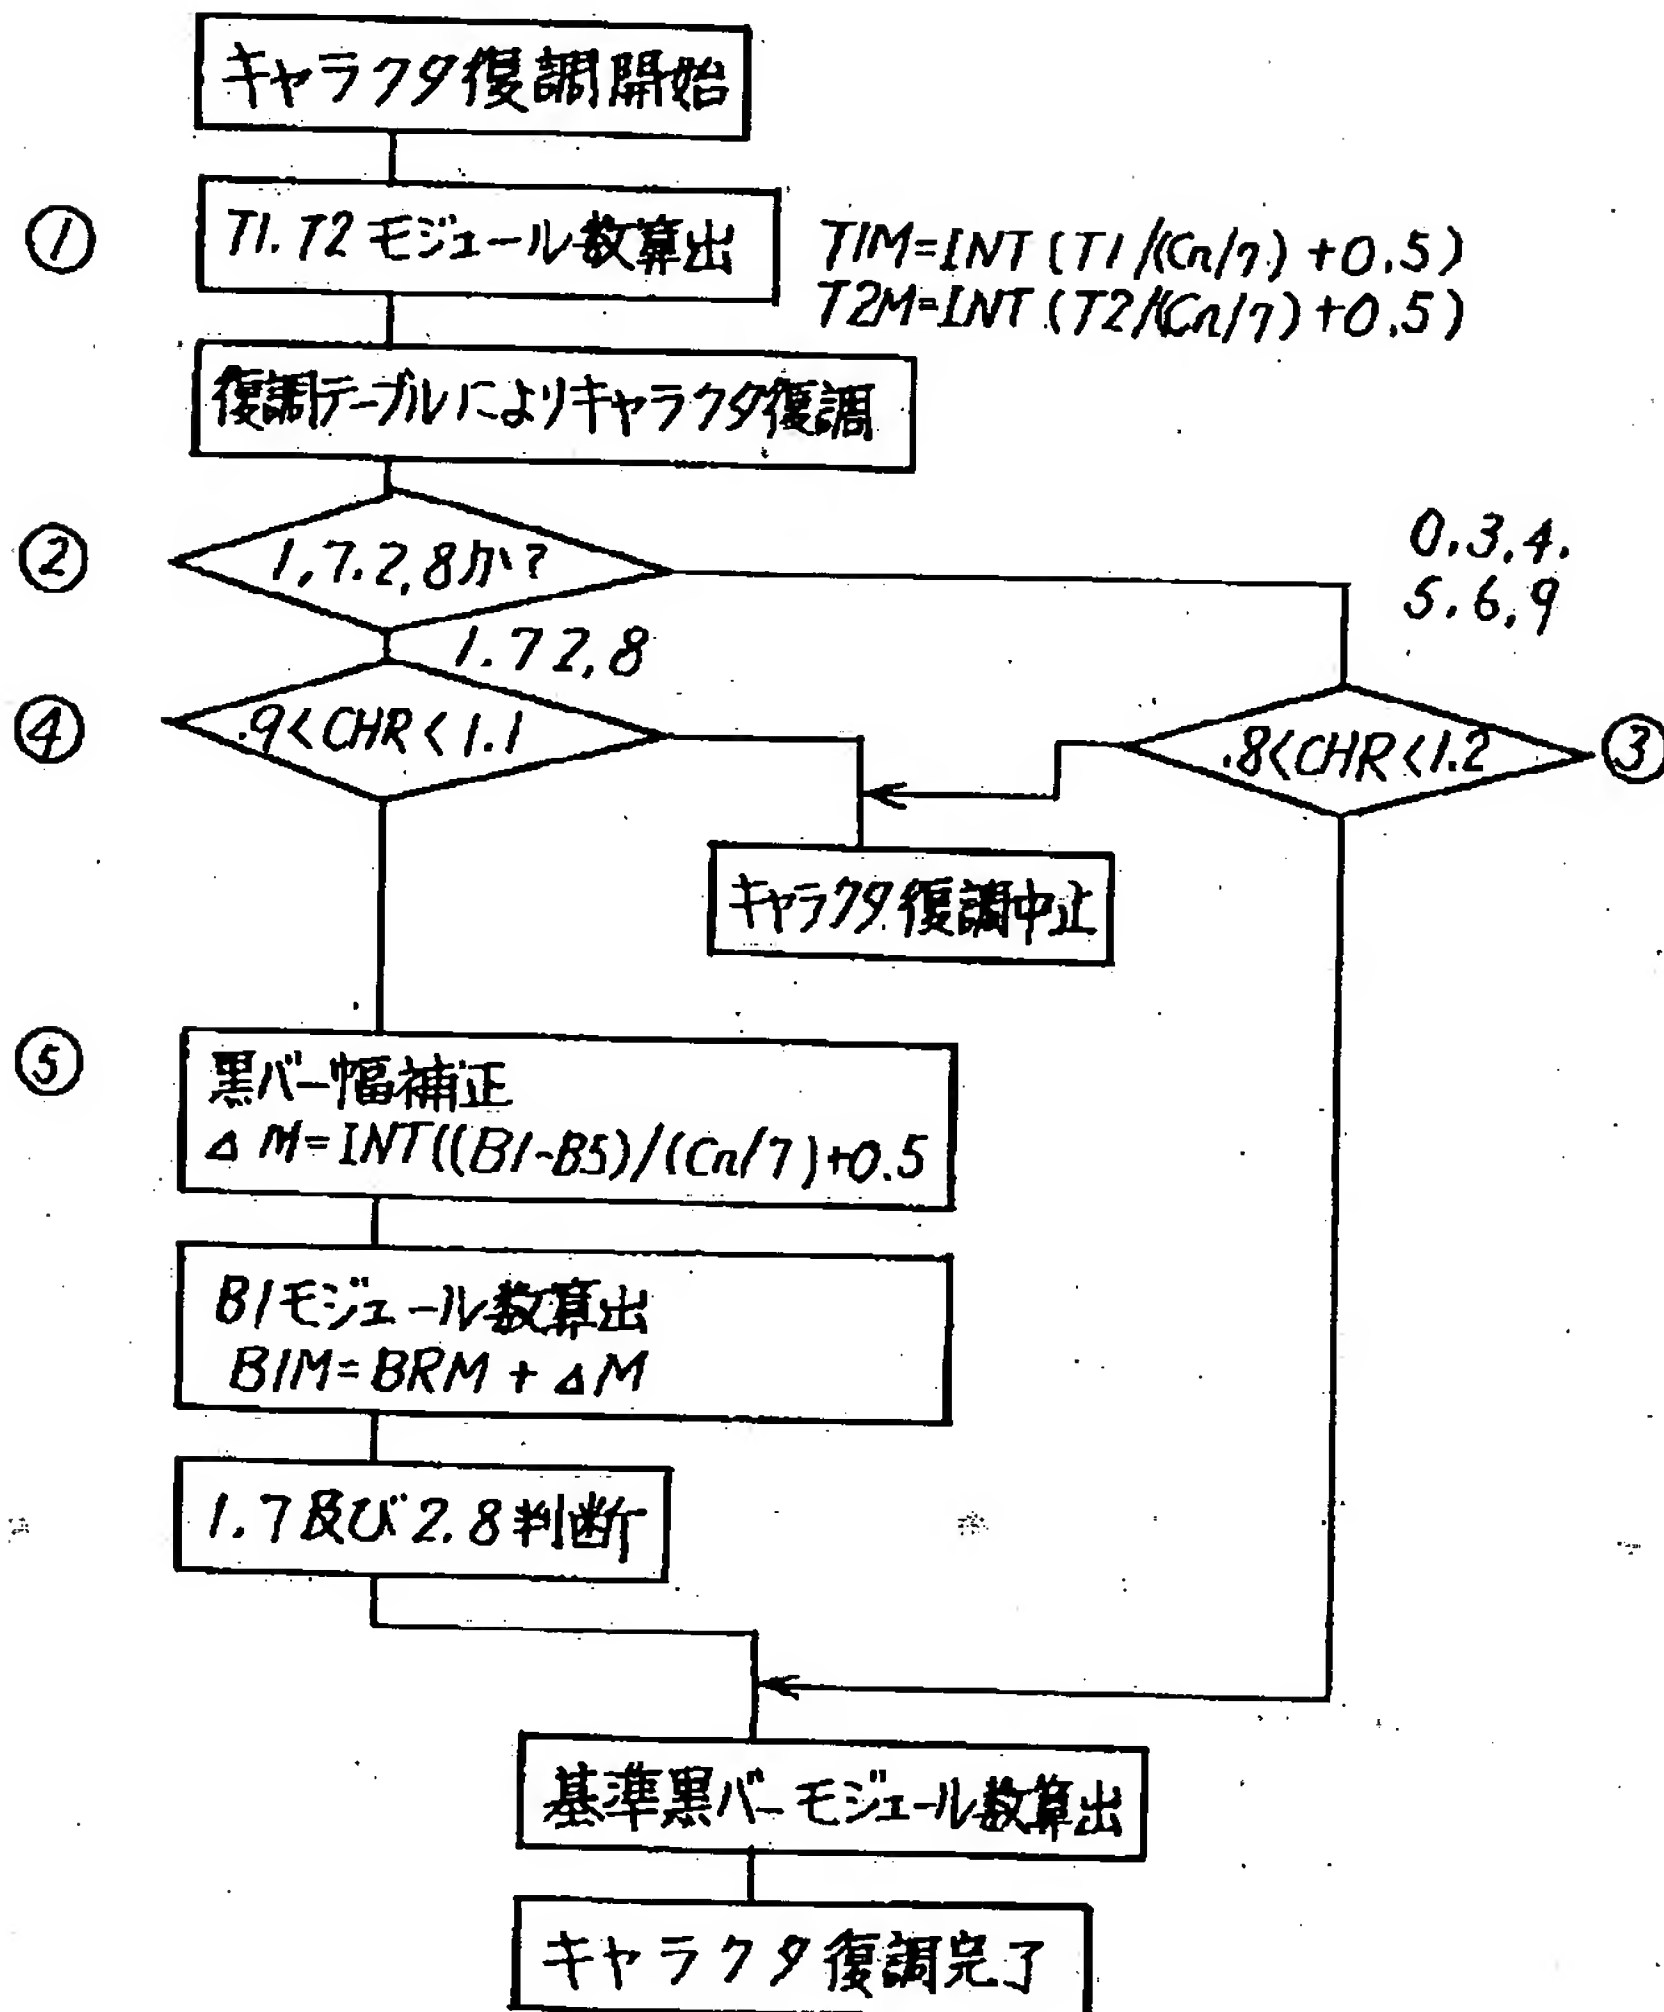 キャラクタ復調開始
①
T1.T2モジュール数算出
T1M=INT(T1/(Cn/7)+0.5)
T2M=INT(T2/(Cn/7)+0.5)
復調テーブルによりキャラクタ復調
②
1,7.2,8か?
0.3.4.
5.6.9
1.72,8
④
.9<CHR<1.1
.8<CHR<1.2
③
キャラクタ復調中止
⑤
黒バー幅補正
ΔM=INT((B1-B5)/(Cn/7)+0.5
B1モジュール数算出
B1M=BRM+ΔM
1.7及び2.8判断
基準黒バーモジュール数算出
キャラクタ復調完了